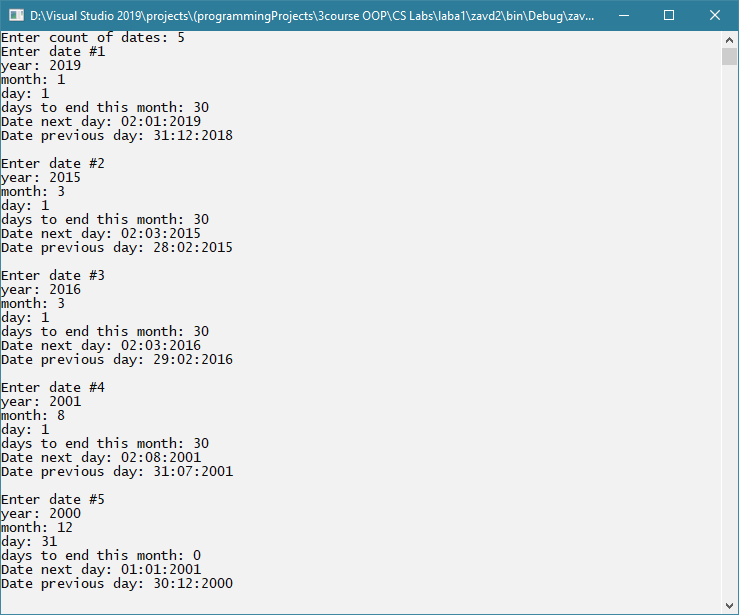 D:\Visual Studio 2019\projects\(programmingProjects\3course OOP\CS Labs\laba1\zavd2\bin\Debug\zav...
Enter count of dates: 5
Enter date #1
year: 2019
month: 1
day: 1
days to end this month: 30
Date next day: 02:01:2019
Date previous day: 31:12:2018
Enter date #2
year: 2015
month: 3
day: 1
days to end this month: 30
Date next day: 02:03:2015
Date previous day: 28:02:2015
Enter date #3
year: 2016
month: 3
day: 1
days to end this month: 30
Date next day: 02:03:2016
Date previous day: 29:02:2016
Enter date #4
year: 2001
month: 8
day: 1
days to end this month: 30
Date next day: 02:08:2001
Date previous day: 31:07:2001
Enter date #5
year: 2000
month: 12
day: 31
days to end this month: 0
Date next day: 01:01:2001
Date previous day: 30:12:2000